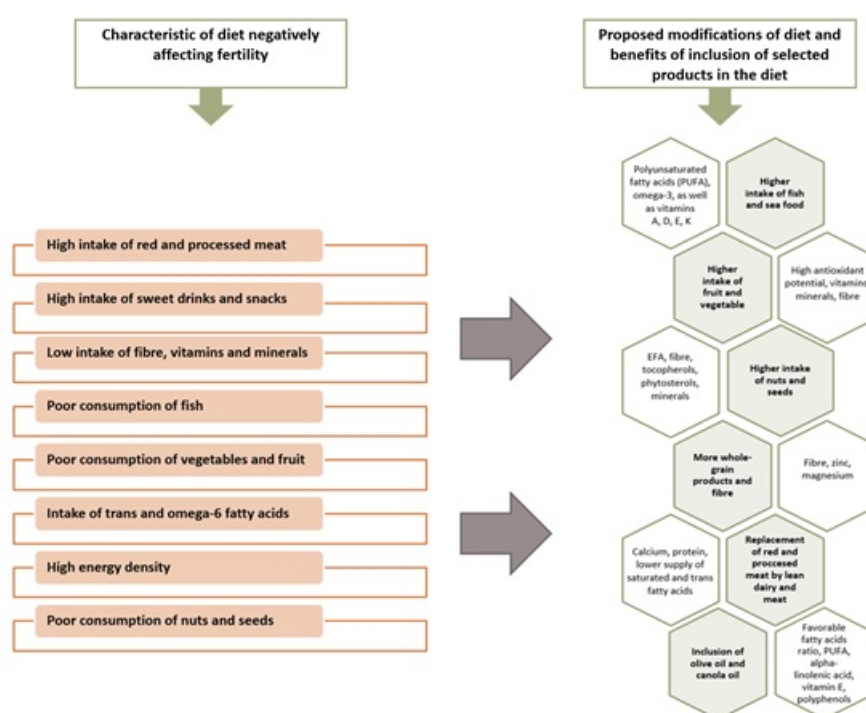 Characteristic of diet negatively
affecting fertility
Proposed modifications of diet and
benefits of inclusion of selected
products in the diet
High intake of red and processed meat
High intake of sweet drinks and snacks
Low intake of fibre, vitamins and minerals
Poor consumption of fish
Poor consumption of vegetables and fruit
Intake of trans and omega-6 fatty acids
High energy density
Poor consumption of nuts and seeds
Polyunsaturated
fatty acids (PUFA),
omega-3, as well
as vitamins
A, D, E, K
Higher
intake of fish
and sea food
Higher
intake of
fruit and
vegetable
High antioxidant
potential, vitamins
minerals, fibre
EFA, fibre,
tocopherols,
phytosterols,
minerals
Higher intake
of nuts and
seeds
More whole-
grain
products and
fibre
Fibre, zinc,
magnesium
Calcium, protein,
lower supply of
saturated and trans
fatty acids
Replacement
of red and
proccesed
meat by lean
dairy and
meat
Inclusion of
olive oil and
canola oil
Favorable
fatty acids
ratio, PUFA,
alpha-
linolenic acid,
vitamin E,
polyphenols